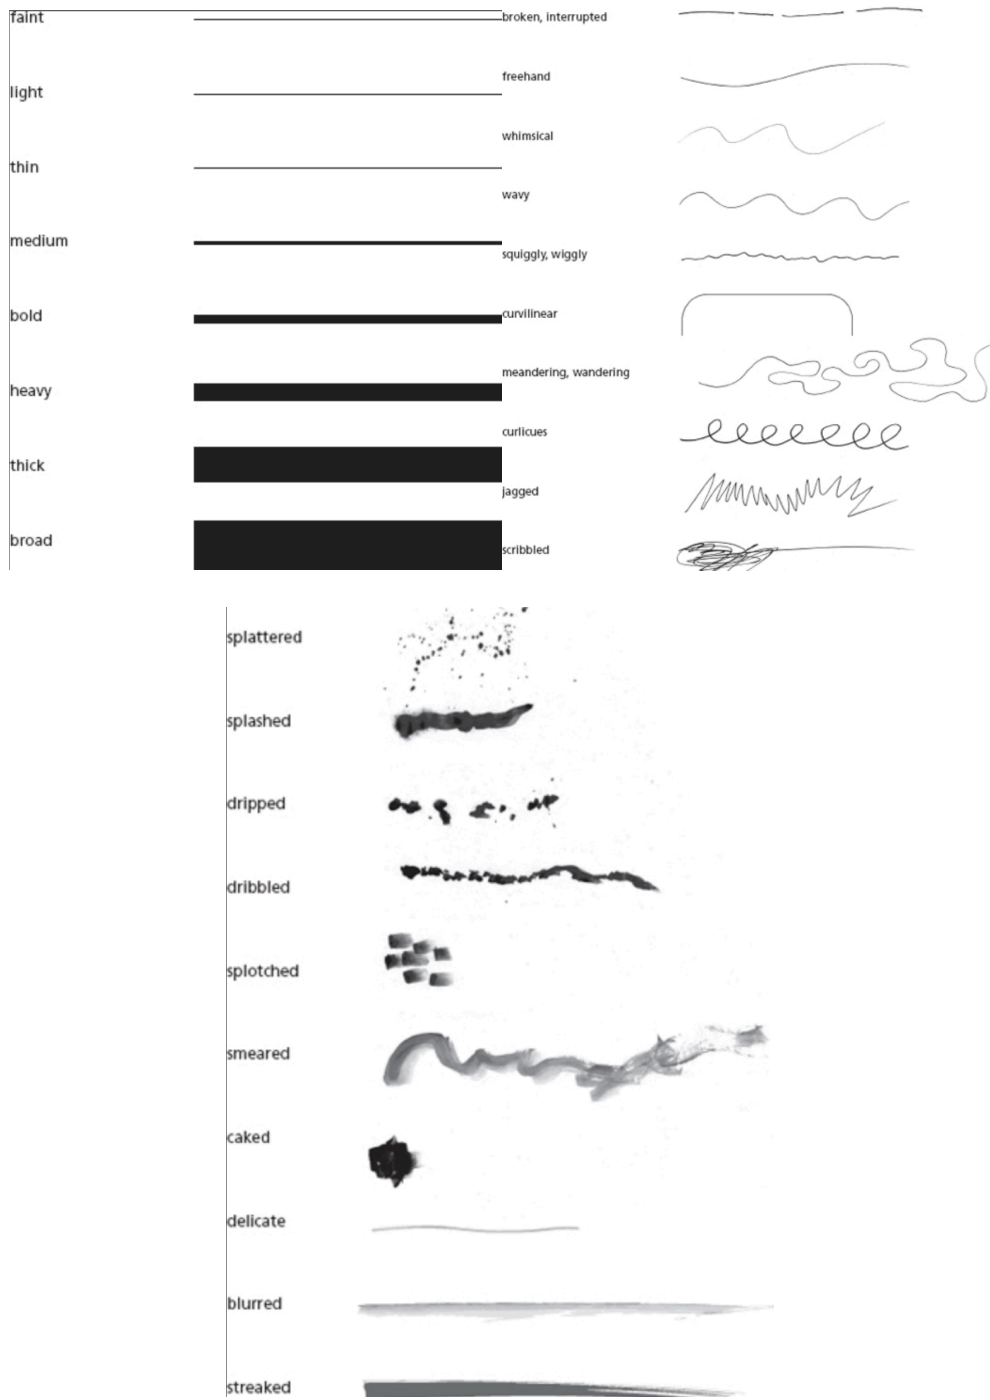 faint
light
thin
medium
bold
heavy
thick
broad
broken, interrupted
freehand
whimsical
wavy
squiggly, wiggly
curvilinear
meandering, wandering
curlicues
jagged
scribbled
splattered
splashed
dripped
dribbled
splotched
smeared
caked
delicate
blurred
streaked